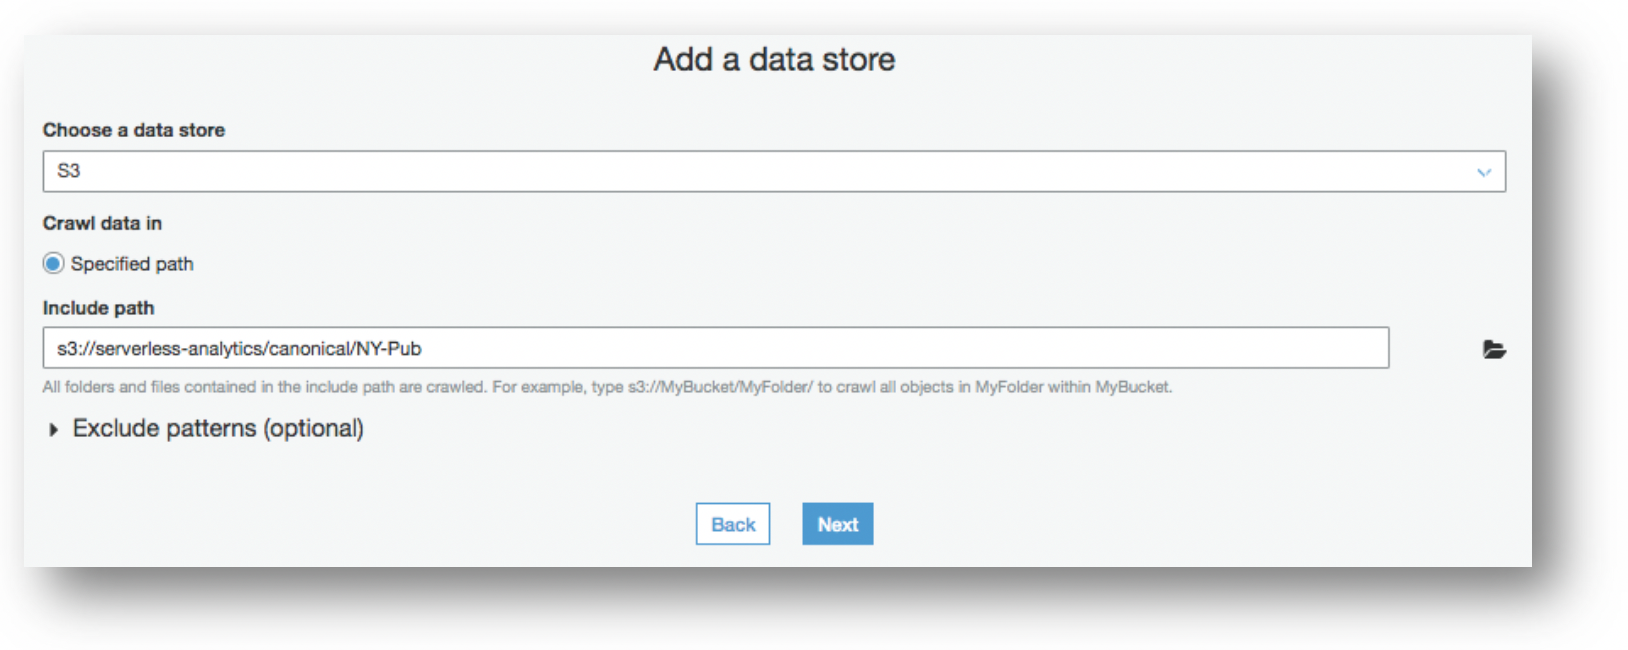 Add a data store
Choose a data store
S3
Crawl data in
Specified path
Include path
s3://serverless-analytics/canonical/NY-Pub
All folders and files contained in the include path are crawled. For example, type s3://MyBucket/MyFolder/ to crawl all objects in MyFolder within MyBucket.
Exclude patterns (optional)
Back Next